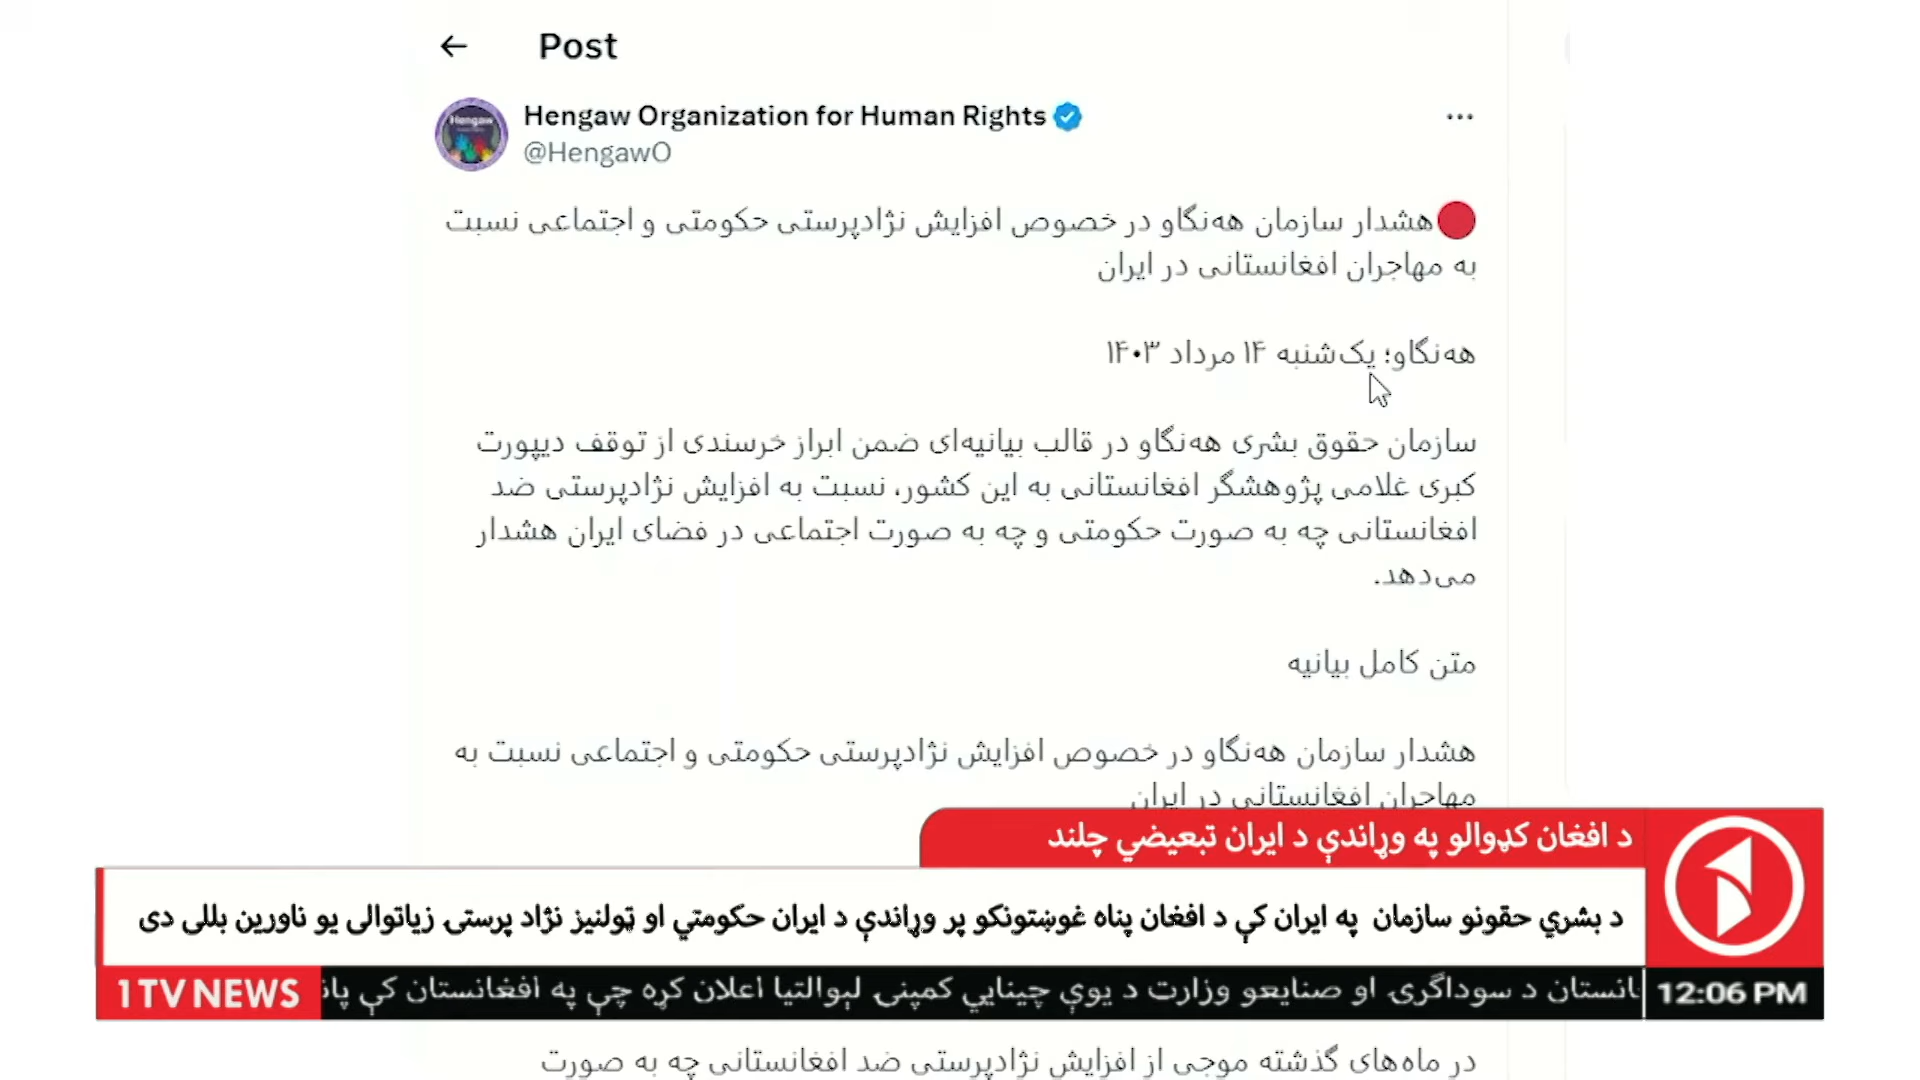 Post
Hengaw Organization for Human Rights
@HengawO
هشدار سازمان هه‌نگاو در خصوص افزایش نژادپرستی حکومتی و اجتماعی نسبت
به مهاجران افغانستانی در ایران
هه‌نگاو؛ یک‌شنبه ۱۴ مرداد ۱۴۰۳
سازمان حقوق بشری هه‌نگاو در قالب بیانیه‌ای ضمن ابراز خرسندی از توقف دیپورت
کبری غلامی پژوهشگر افغانستانی به این کشور، نسبت به افزایش نژادپرستی ضد
افغانستانی چه به صورت حکومتی و چه به صورت اجتماعی در فضای ایران هشدار
می‌دهد.
متن کامل بیانیه
هشدار سازمان هه‌نگاو در خصوص افزایش نژادپرستی حکومتی و اجتماعی نسبت به
مهاجران افغانستانی در ایران
د افغان کډوالو په وړاندې د ایران تبعیضي چلند
د بشري حقونو سازمان په ایران کې د افغان پناه غوښتونکو پر وړاندې د ایران حکومتي او ټولنیز نژاد پرستۍ زیاتوالی یو ناورین بللی دی
1TV NEWS
انستان د سوداګرۍ او صنایعو وزارت د یوې چینایي کمپنۍ لېوالتیا اعلان کړه چې په افغانستان کې پان
12:06 PM
در ماه‌های گذشته موجی از افزایش نژادپرستی ضد افغانستانی چه به صورت